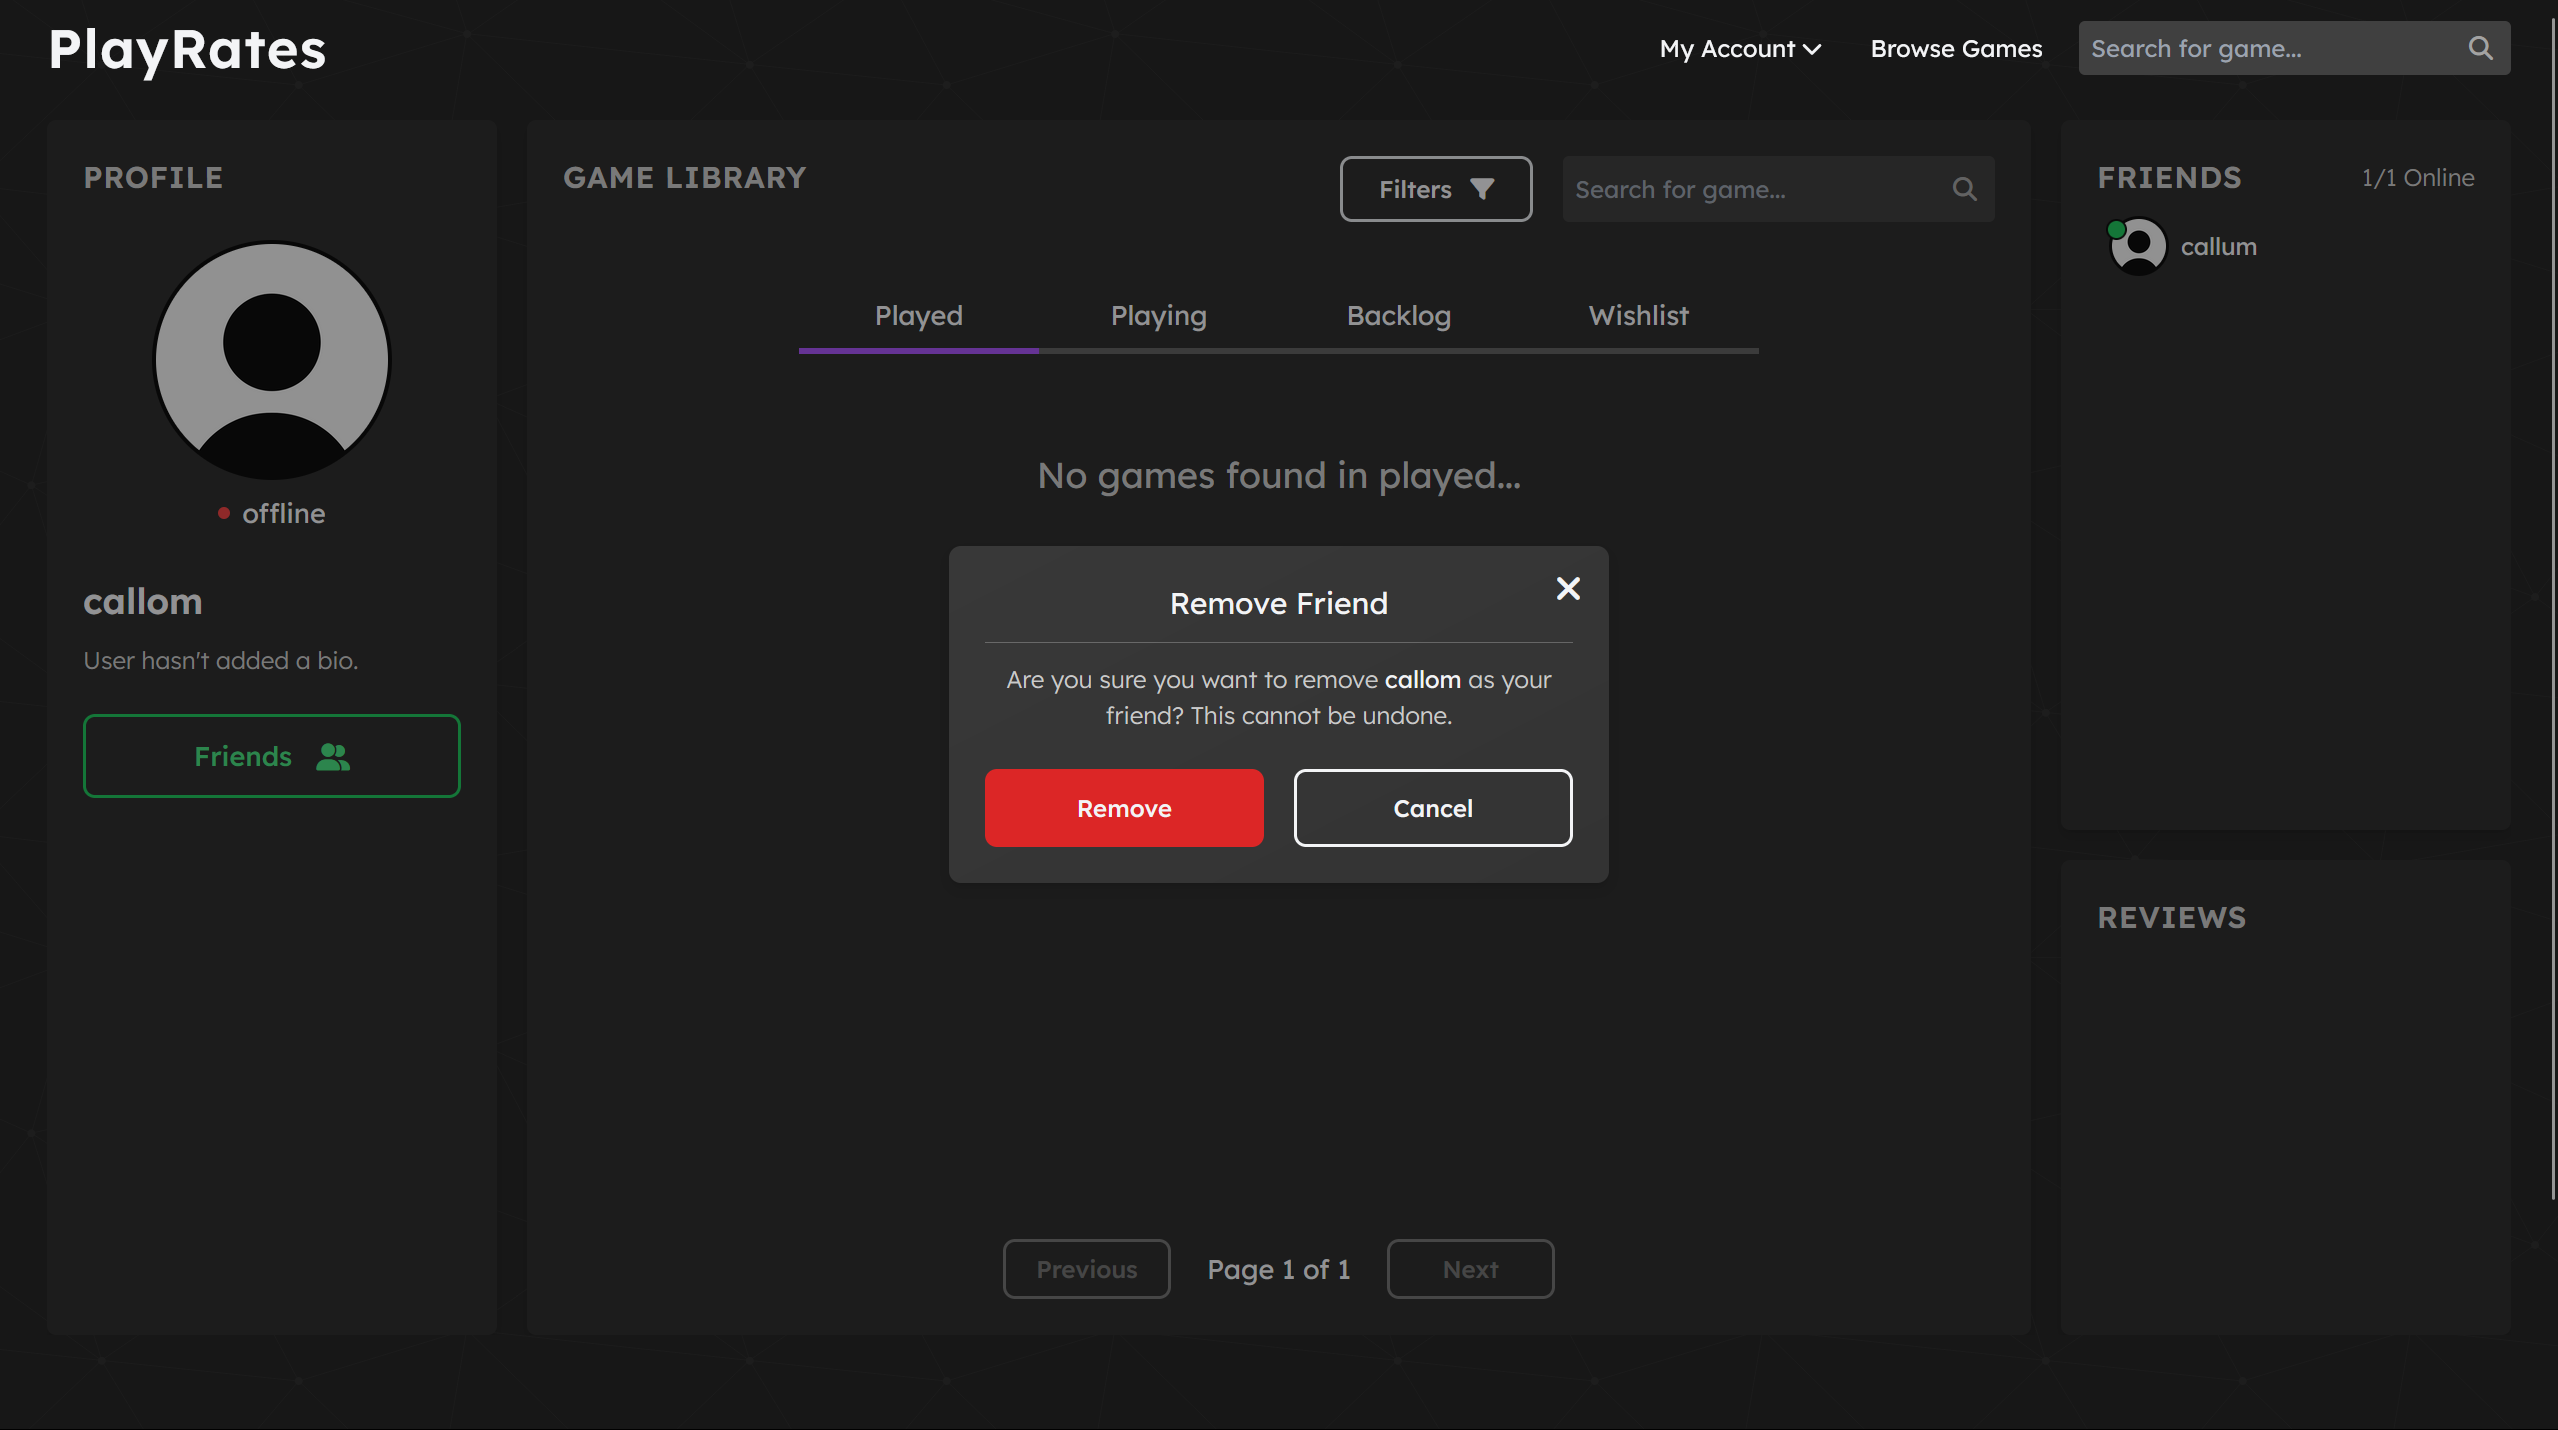 PlayRates
My Account
Browse Games
Search for game...
PROFILE
offline
callom
User hasn't added a bio.
Friends
GAME LIBRARY
Filters
Search for game...
Played
Playing
Backlog
Wishlist
No games found in played...
Remove Friend
Are you sure you want to remove callom as your
friend? This cannot be undone.
Remove
Cancel
Previous
Page 1 of 1
Next
FRIENDS
1/1 Online
callum
REVIEWS